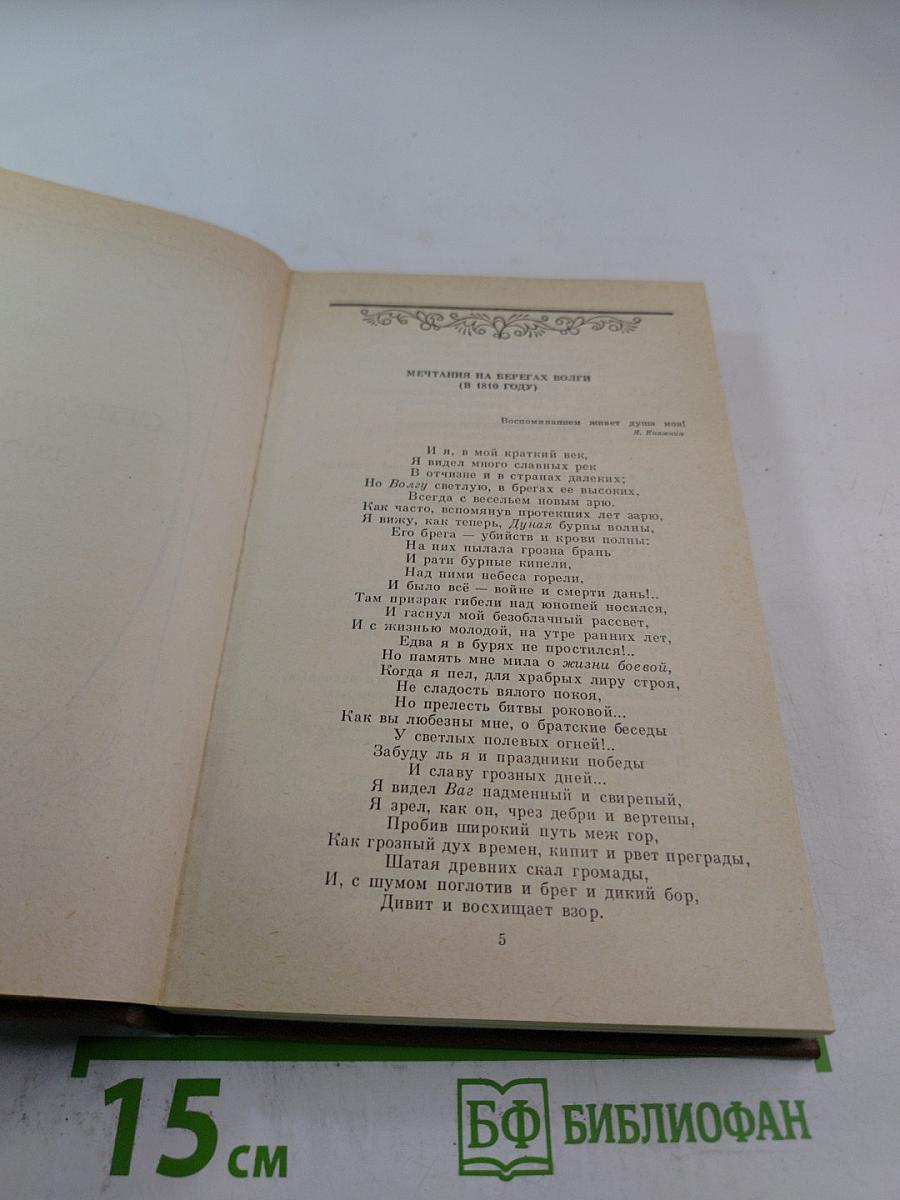 МЕЧТАНИЯ НА БЕРЕГАХ ВОЛГИ
(В 1810 ГОДУ)
Воспоминанием живет душа моя!
Я. Княжнин
И я, в мой краткий век,
Я видел много славных рек
В отчизне и в странах далеких;
Но Волгу светлую, в брегах ее высоких,
Всегда с весельем новым зрю.
Как часто, вспомянув протекших лет зарю,
Я вижу, как теперь, Дуная бурны волны,
Его брега — убийств и крови полны:
На них пылала грозна брань
И рати бурные кипели,
Над ними небеса горели,
И было всё — войне и смерти дань!..
Там призрак гибели над юношей носился,
И гаснул мой безоблачный рассвет,
И с жизнью молодой, на утре ранних лет,
Едва я в бурях не простился!..
Но память мне мила о жизни боевой,
Когда я пел, для храбрых лиру строя,
Не сладость вялого покоя,
Но прелесть битвы роковой...
Как вы любезны мне, о братские беседы
У светлых полевых огней!..
Забуду ль я и праздники победы
И славу грозных дней...
Я видел Ваг надменный и свирепый,
Я зрел, как он, чрез дебри и вертепы,
Пробив широкий путь меж гор,
Как грозный дух времен, кипит и рвет преграды,
Шатая древних скал громады,
И, с шумом поглотив и брег и дикий бор,
Дивит и восхищает взор.
5
15 см
БФ БИБЛИОФАН